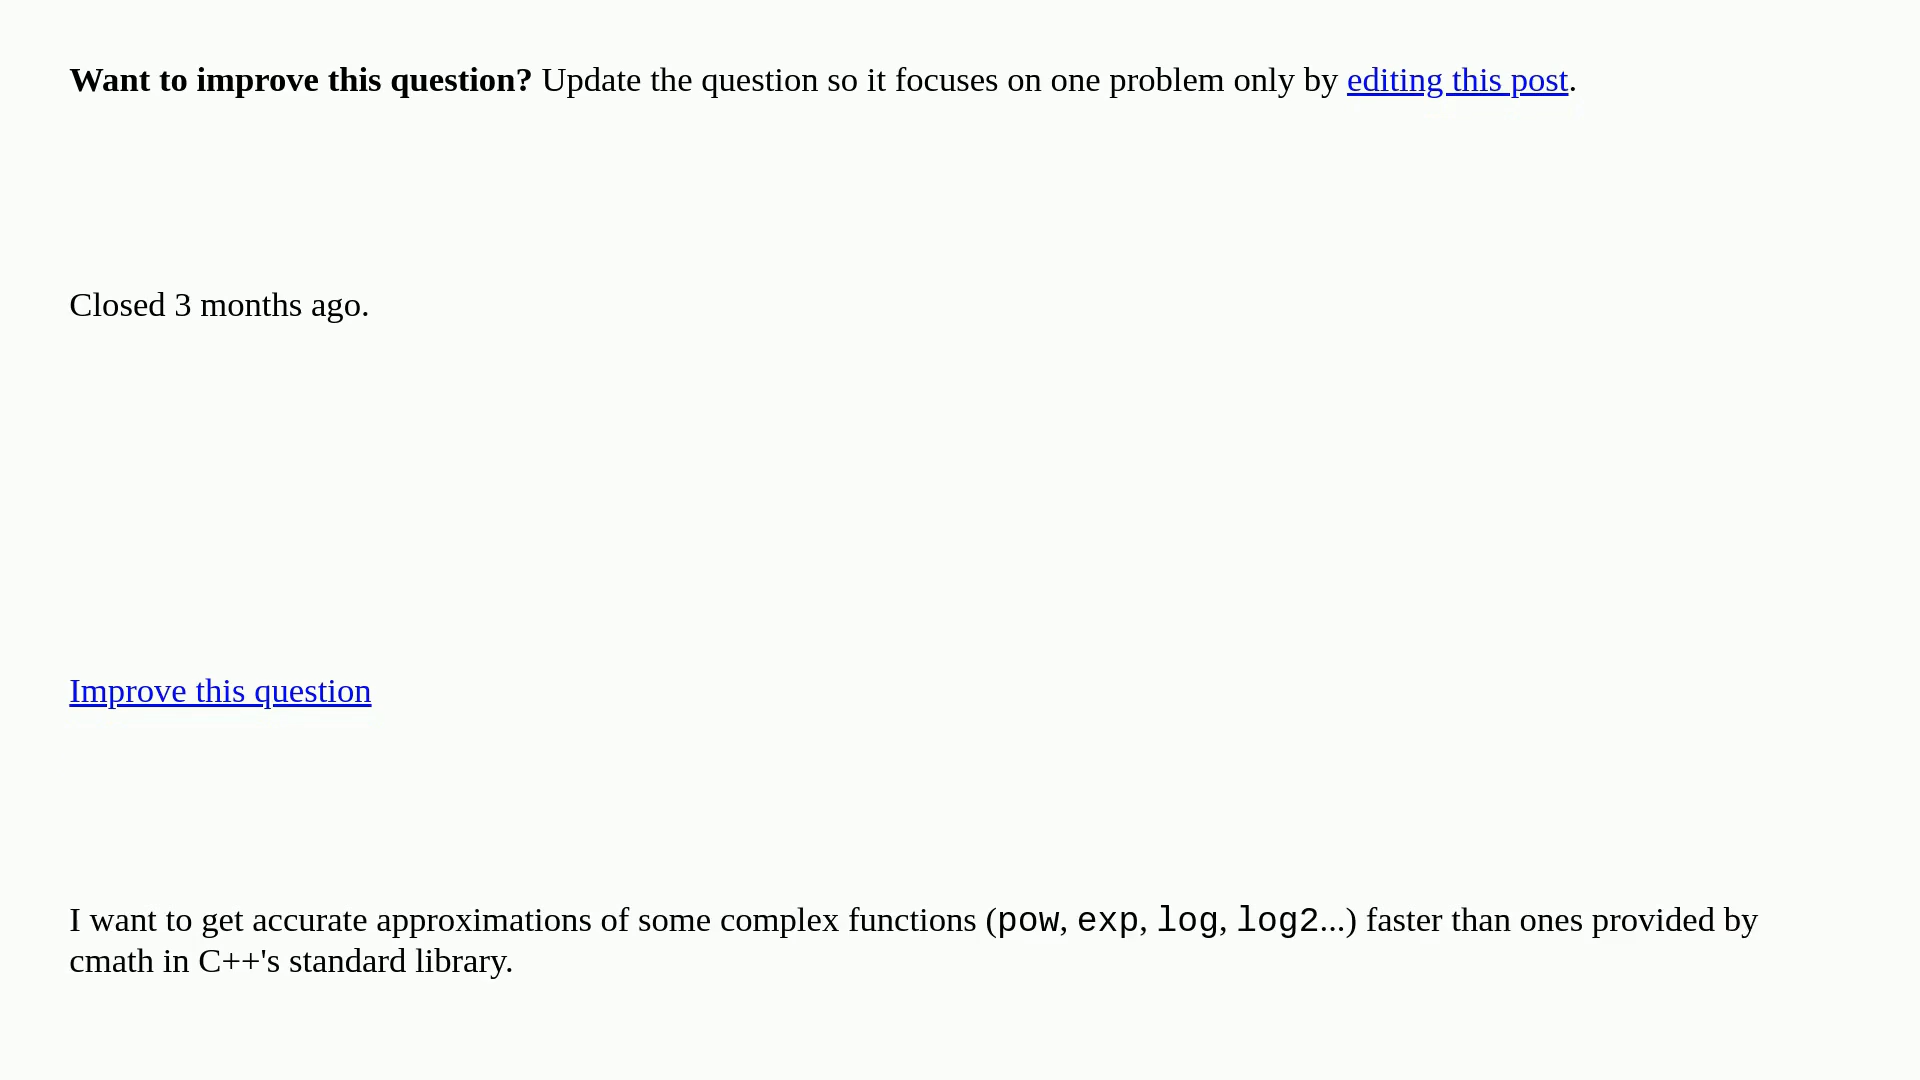 Want to improve this question? Update the question so it focuses on one problem only by editing this post.
Closed 3 months ago.
Improve this question
I want to get accurate approximations of some complex functions (pow, exp, log, log2...) faster than ones provided by
cmath in C++'s standard library.